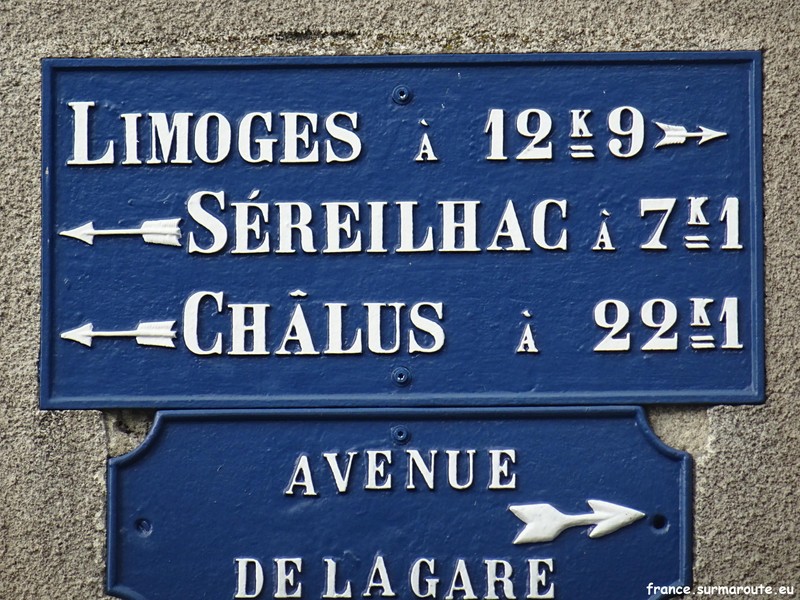 LIMOGES À 12K9
SÉREILHAC À 7K1
CHÂLUS À 22K1
AVENUE
DE LA GARE
france.surmaroute.eu